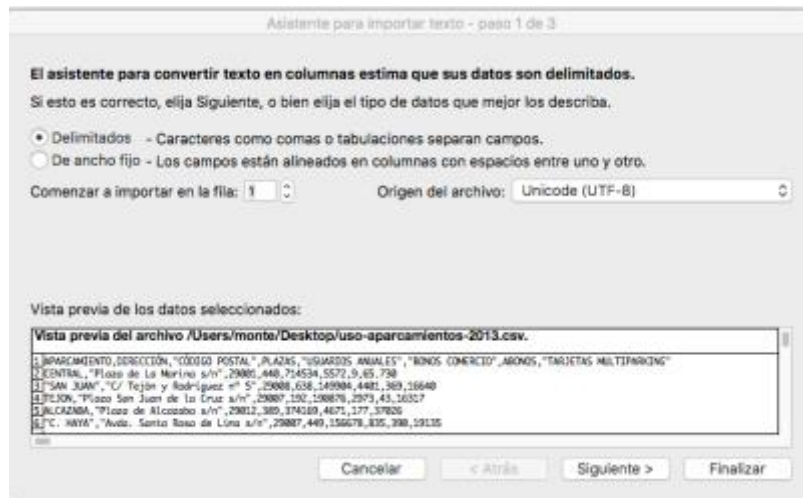 Asistente para importar texto - paso 1 de 3
El asistente para convertir texto en columnas estima que sus datos son delimitados.
Si esto es correcto, elija Siguiente, o bien elija el tipo de datos que mejor los describa.
Delimitados - Caracteres como comas o tabulaciones separan campos.
De ancho fijo - Los campos están alineados en columnas con espacios entre uno y otro.
Comenzar a importar en la fila: 1 Origen del archivo: Unicode (UTF-8)
Vista previa de los datos seleccionados:
Vista previa del archivo /Users/monte/Desktop/uso-aparcamientos-2013.csv.
1 APARCAMIENTO,DIRECCIÓN,"CÓDIGO POSTAL",PLAZAS,"USUARIOS ANUALES","BONOS COMERCIO",ABONOS,"TARJETAS MULTIPARKING"
2 CENTRAL,"Plaza de La Marina s/n",29001,440,714534,5572,9,65,730
3 "SAN JUAN","C/ Tejón y Rodríguez nº 5",29008,638,149904,4401,369,16640
4 TEJON,"Plaza San Juan de la Cruz s/n",29007,192,190876,2973,43,16317
5 ALCAZABA,"Plaza de Alcazaba s/n",29012,389,374169,4671,177,37026
6 "C. HAYA","Avda. Santa Rosa de Lima s/n",29007,449,156678,835,398,19135
Cancelar < Atrás Siguiente > Finalizar